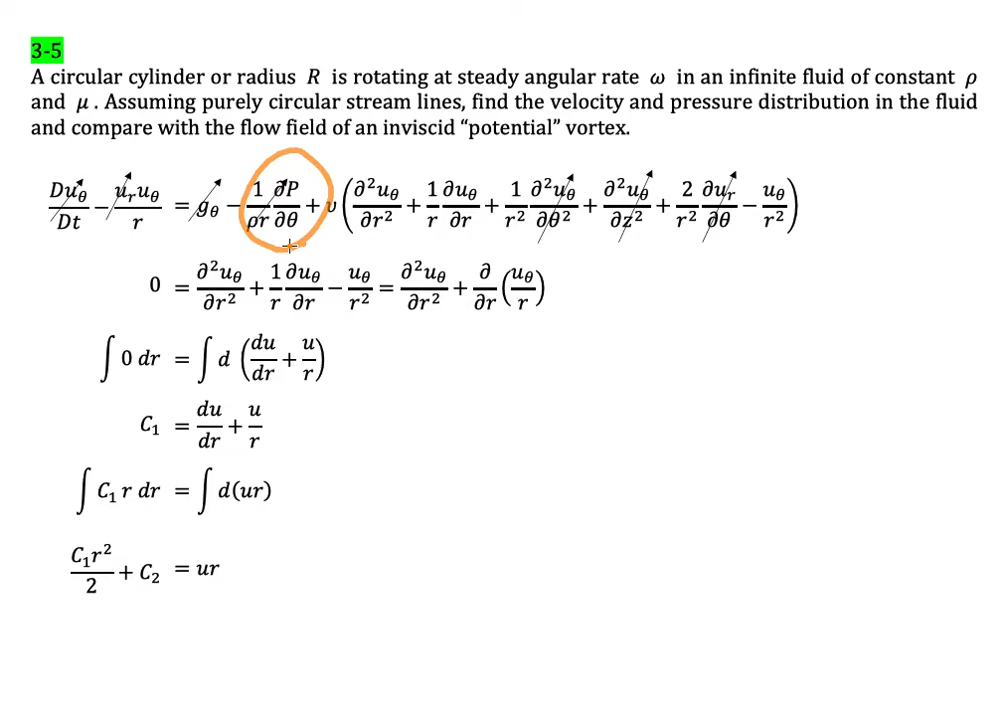 3-5
A circular cylinder or radius R is rotating at steady angular rate ω in an infinite fluid of constant ρ
and μ . Assuming purely circular stream lines, find the velocity and pressure distribution in the fluid
and compare with the flow field of an inviscid “potential” vortex.
Du_θ/Dt − u_r u_θ/r = g_θ − 1/(ρr) ∂P/∂θ + υ (∂²u_θ/∂r² + 1/r ∂u_θ/∂r + 1/r² ∂²u_θ/∂θ² + ∂²u_θ/∂z² + 2/r² ∂u_r/∂θ − u_θ/r²)
0 = ∂²u_θ/∂r² + 1/r ∂u_θ/∂r − u_θ/r² = ∂²u_θ/∂r² + ∂/∂r (u_θ/r)
∫ 0 dr = ∫ d (du/dr + u/r)
C₁ = du/dr + u/r
∫ C₁ r dr = ∫ d(ur)
C₁r²/2 + C₂ = ur